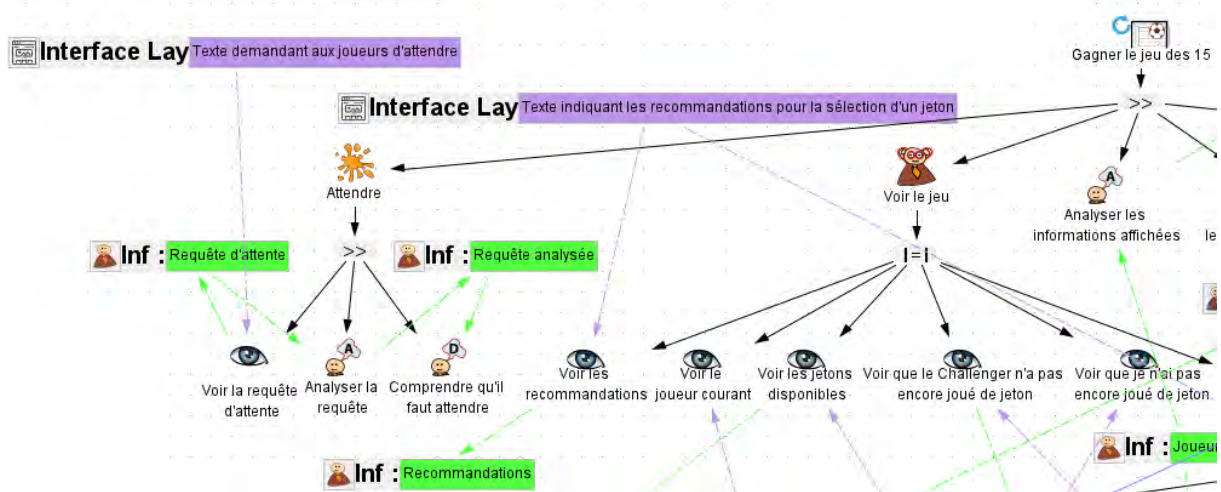 Interface Lay Texte demandant aux joueurs d'attendre
Gagner le jeu des 15
>>
Interface Lay Texte indiquant les recommandations pour la sélection d'un jeton
Attendre
Voir le jeu
A
Analyser les
informations affichées
le
Inf : Requête d'attente
>>
Inf : Requête analysée
|=|
Voir la requête
d'attente
A
Analyser la
requête
D
Comprendre qu'il
faut attendre
Voir les
recommandations
Voir le
joueur courant
Voir les jetons
disponibles
Voir que le Challenger n'a pas
encore joué de jeton
Voir que je n'ai pas
encore joué de jeton
Inf : Recommandations
Inf : Joueur